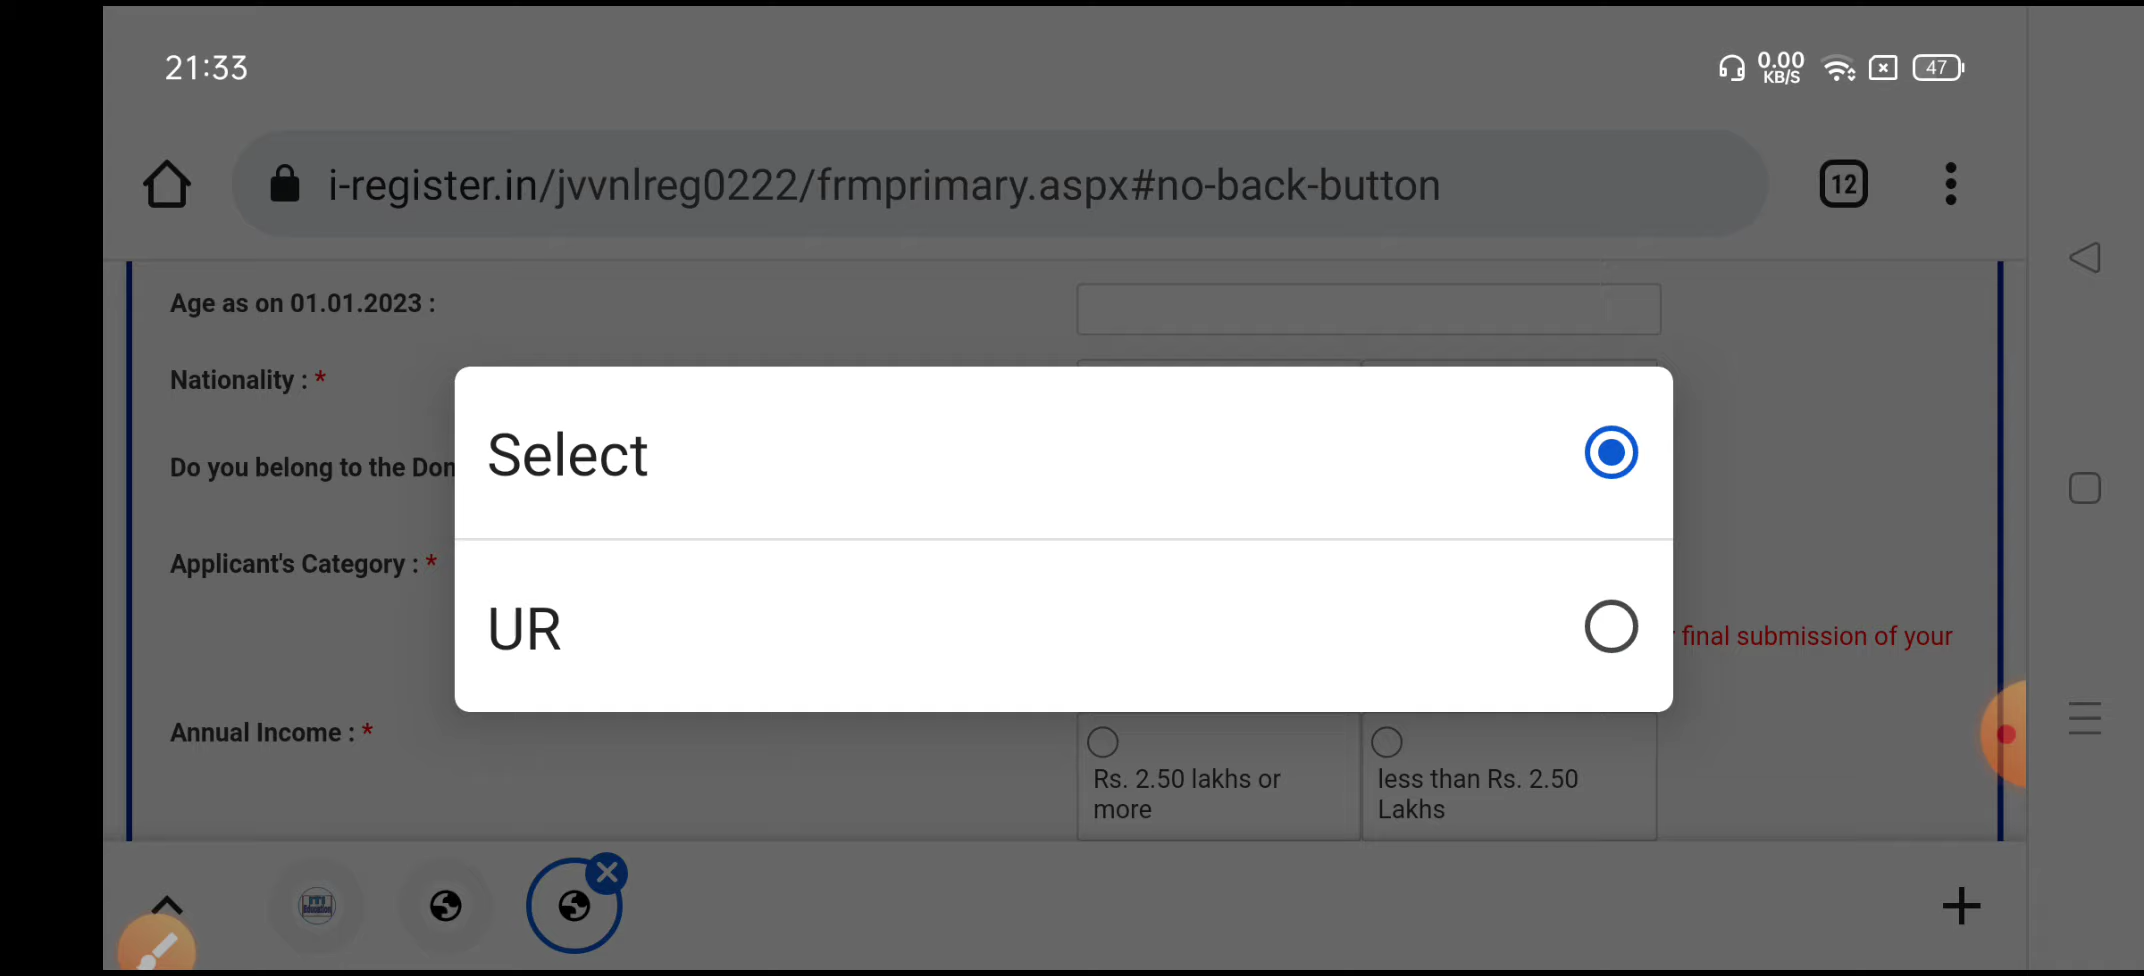 21:33
0.00
KB/S
47
i-register.in/jvvnlreg0222/frmprimary.aspx#no-back-button
12
Age as on 01.01.2023 :
Nationality : *
Select
Do you belong to the Dom
Applicant's Category : *
UR
final submission of your
Annual Income : *
Rs. 2.50 lakhs or
more
less than Rs. 2.50
Lakhs
Education